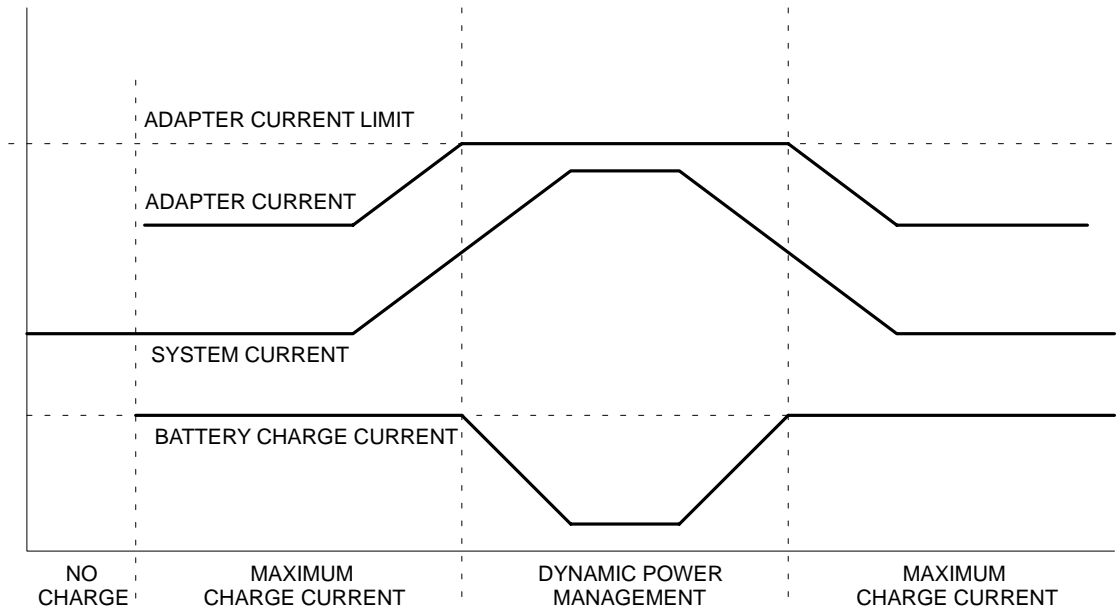 ADAPTER CURRENT LIMIT
ADAPTER CURRENT
SYSTEM CURRENT
BATTERY CHARGE CURRENT
NO
CHARGE
MAXIMUM
CHARGE CURRENT
DYNAMIC POWER
MANAGEMENT
MAXIMUM
CHARGE CURRENT